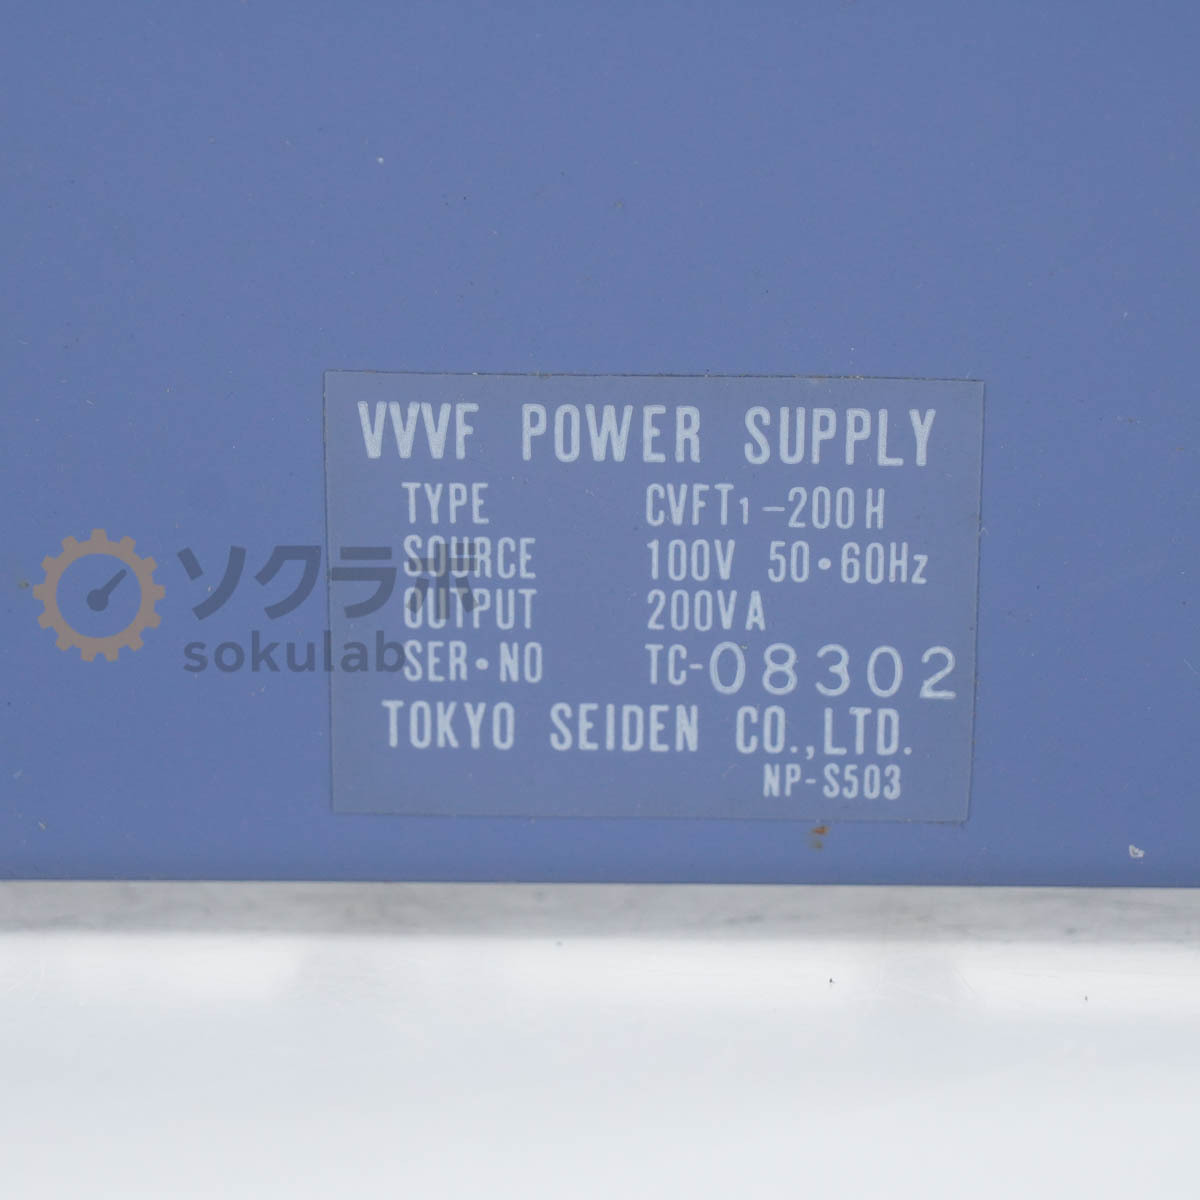 VVVF POWER SUPPLY
TYPE CVFT1-200H
SOURCE 100V 50・60Hz
OUTPUT 200VA
SER・NO TC-08302
TOKYO SEIDEN CO.,LTD.
NP-S503
ソクラボ
sokulab